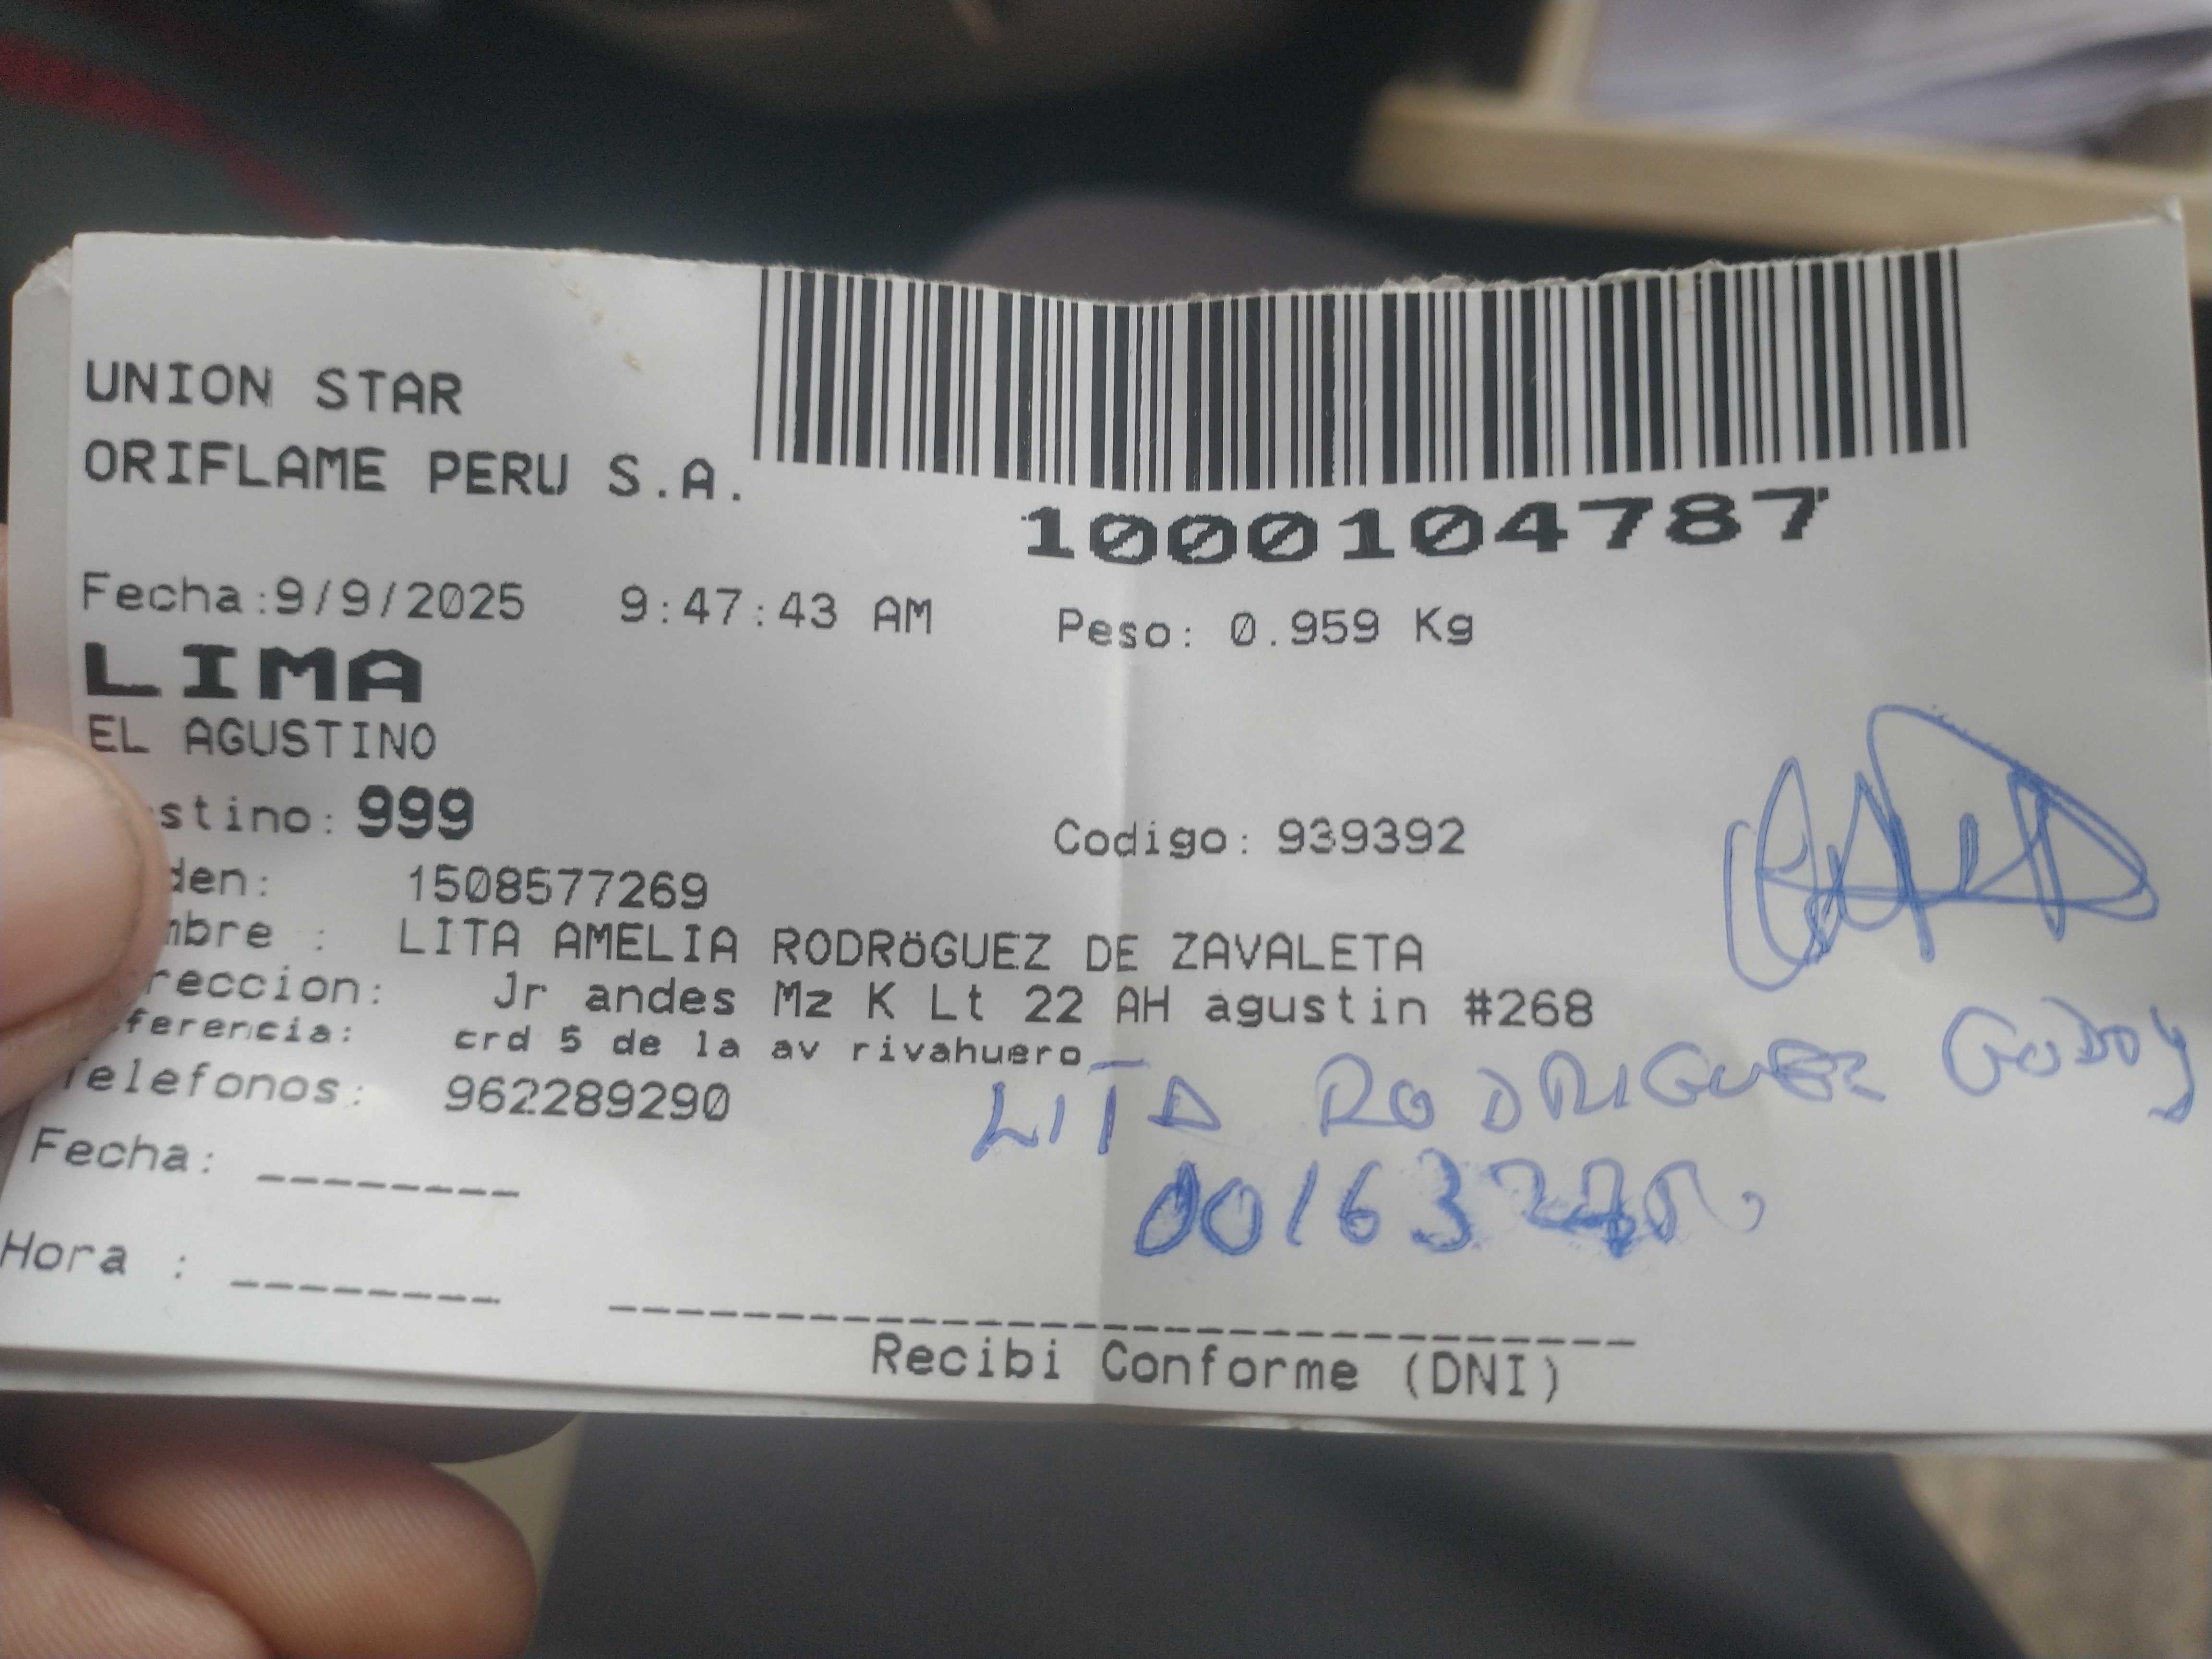 UNION STAR
ORIFLAME PERU S.A.
1000104787
Fecha:9/9/2025 9:47:43 AM Peso: 0.959 Kg
LIMA
EL AGUSTINO
stino: 999 Codigo: 939392
den: 1508577269
mbre : LITA AMELIA RODRöGUEZ DE ZAVALETA
reccion: Jr andes Mz K Lt 22 AH agustin #268
ferencia: crd 5 de la av rivahuero
Telefonos: 962289290
LITA RODRIGUEZ GODOY
Fecha: ________
Hora : ________
Recibi Conforme (DNI)